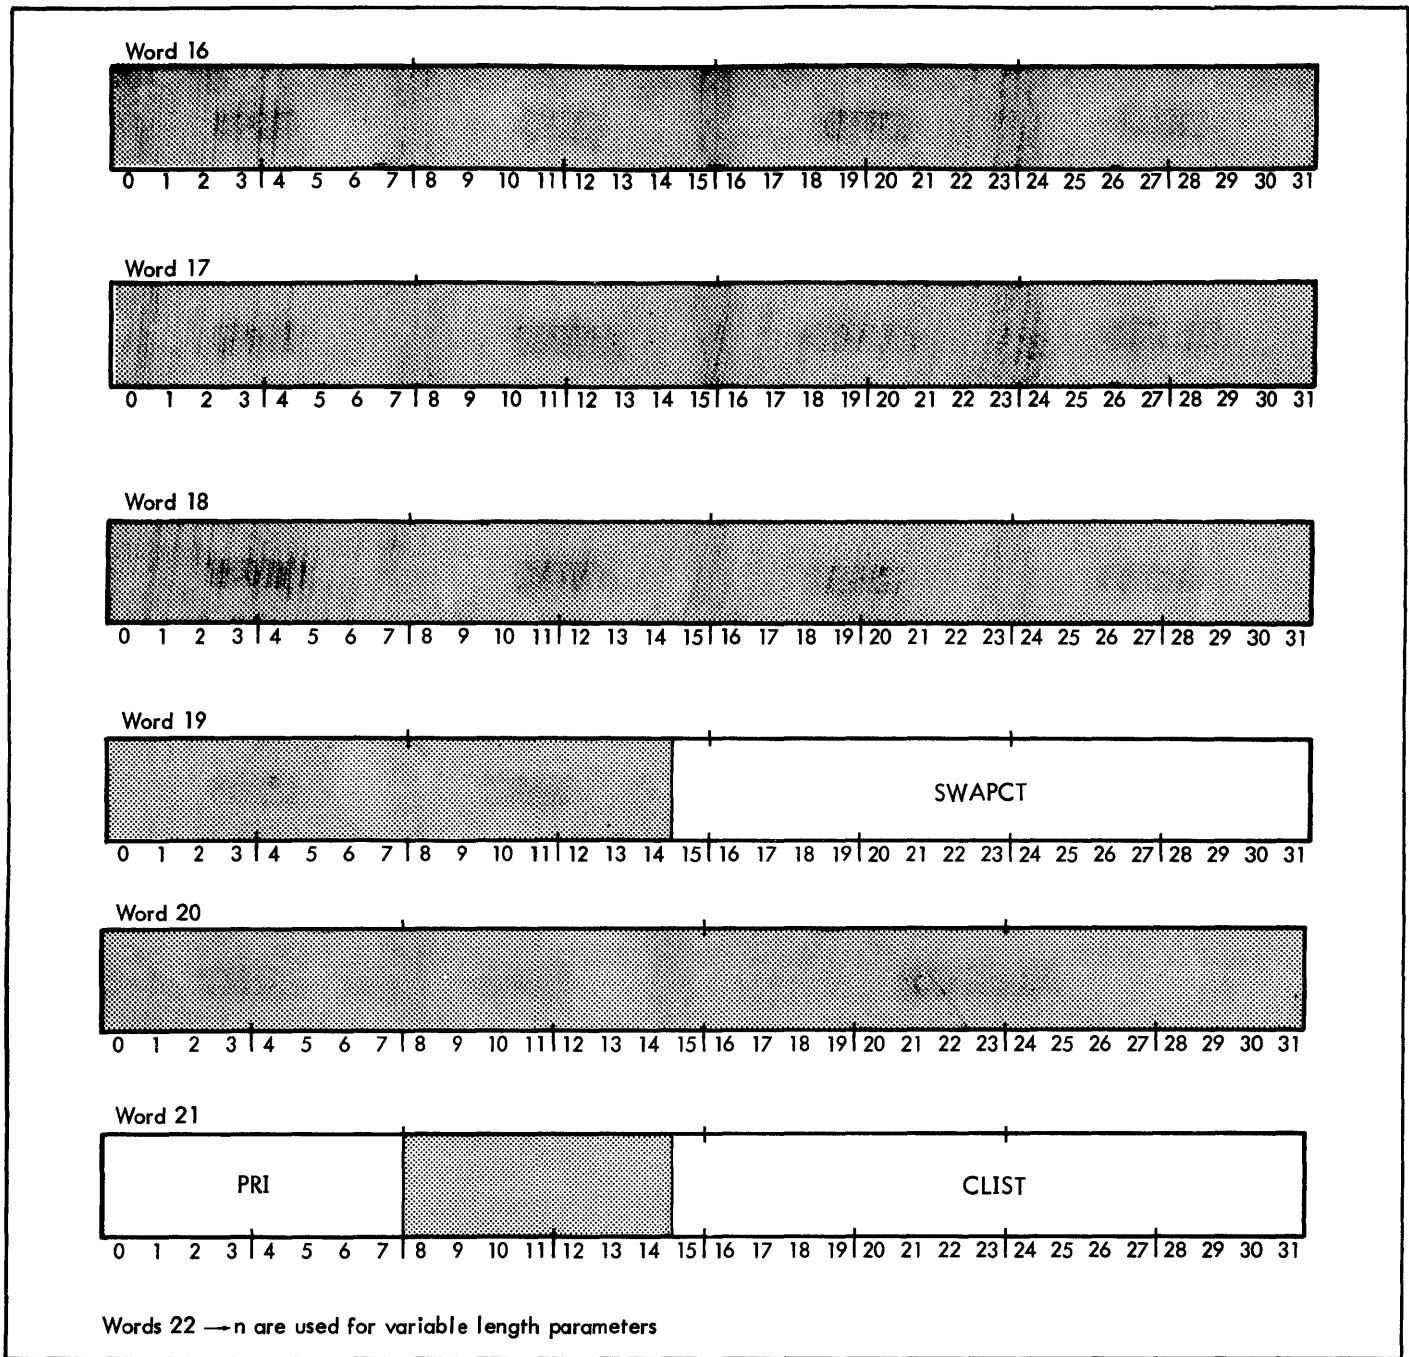 Word 16
0 1 2 3 4 5 6 7 8 9 10 11 12 13 14 15 16 17 18 19 20 21 22 23 24 25 26 27 28 29 30 31
Word 17
0 1 2 3 4 5 6 7 8 9 10 11 12 13 14 15 16 17 18 19 20 21 22 23 24 25 26 27 28 29 30 31
Word 18
0 1 2 3 4 5 6 7 8 9 10 11 12 13 14 15 16 17 18 19 20 21 22 23 24 25 26 27 28 29 30 31
Word 19
SWAPCT
0 1 2 3 4 5 6 7 8 9 10 11 12 13 14 15 16 17 18 19 20 21 22 23 24 25 26 27 28 29 30 31
Word 20
0 1 2 3 4 5 6 7 8 9 10 11 12 13 14 15 16 17 18 19 20 21 22 23 24 25 26 27 28 29 30 31
Word 21
PRI CLIST
0 1 2 3 4 5 6 7 8 9 10 11 12 13 14 15 16 17 18 19 20 21 22 23 24 25 26 27 28 29 30 31
Words 22 → n are used for variable length parameters